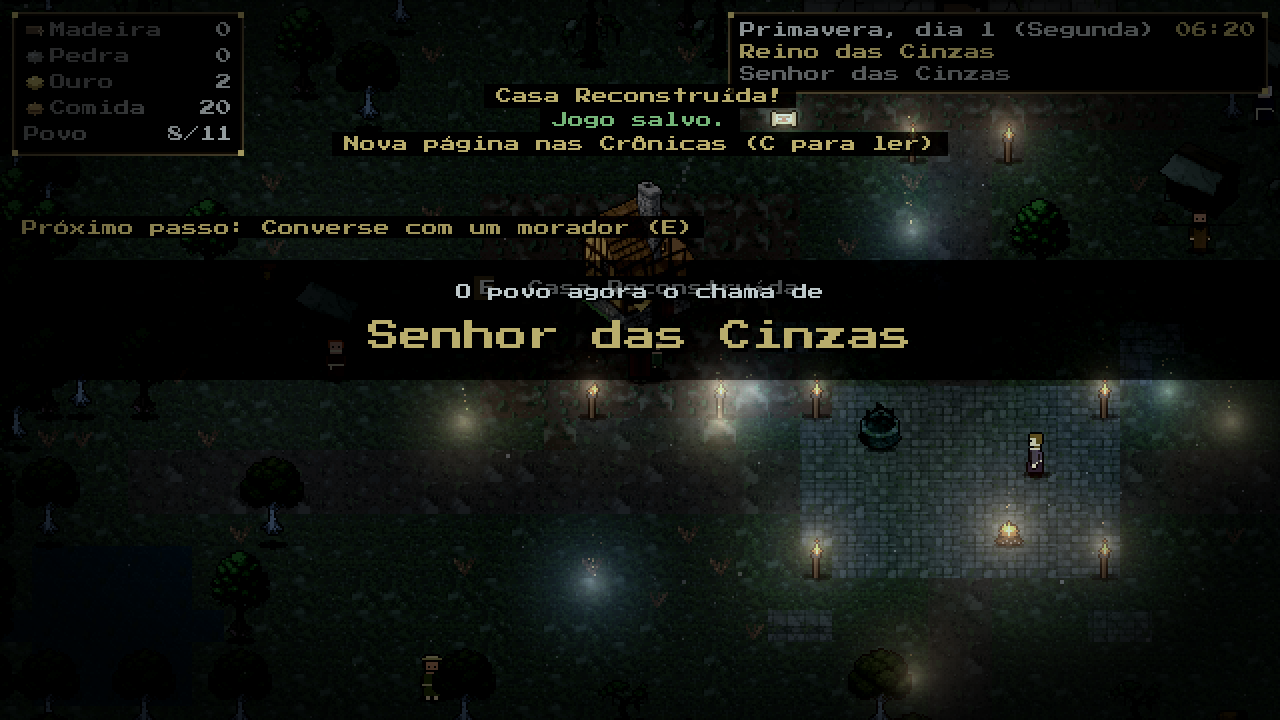 Madeira 0
Pedra 0
Ouro 2
Comida 20
Povo 8/11
Primavera, dia 1 (Segunda) 06:20
Reino das Cinzas
Senhor das Cinzas
Casa Reconstruída!
Jogo salvo.
Nova página nas Crônicas (C para ler)
Próximo passo: Converse com um morador (E)
E Casa Reconstruída
O povo agora o chama de
Senhor das Cinzas